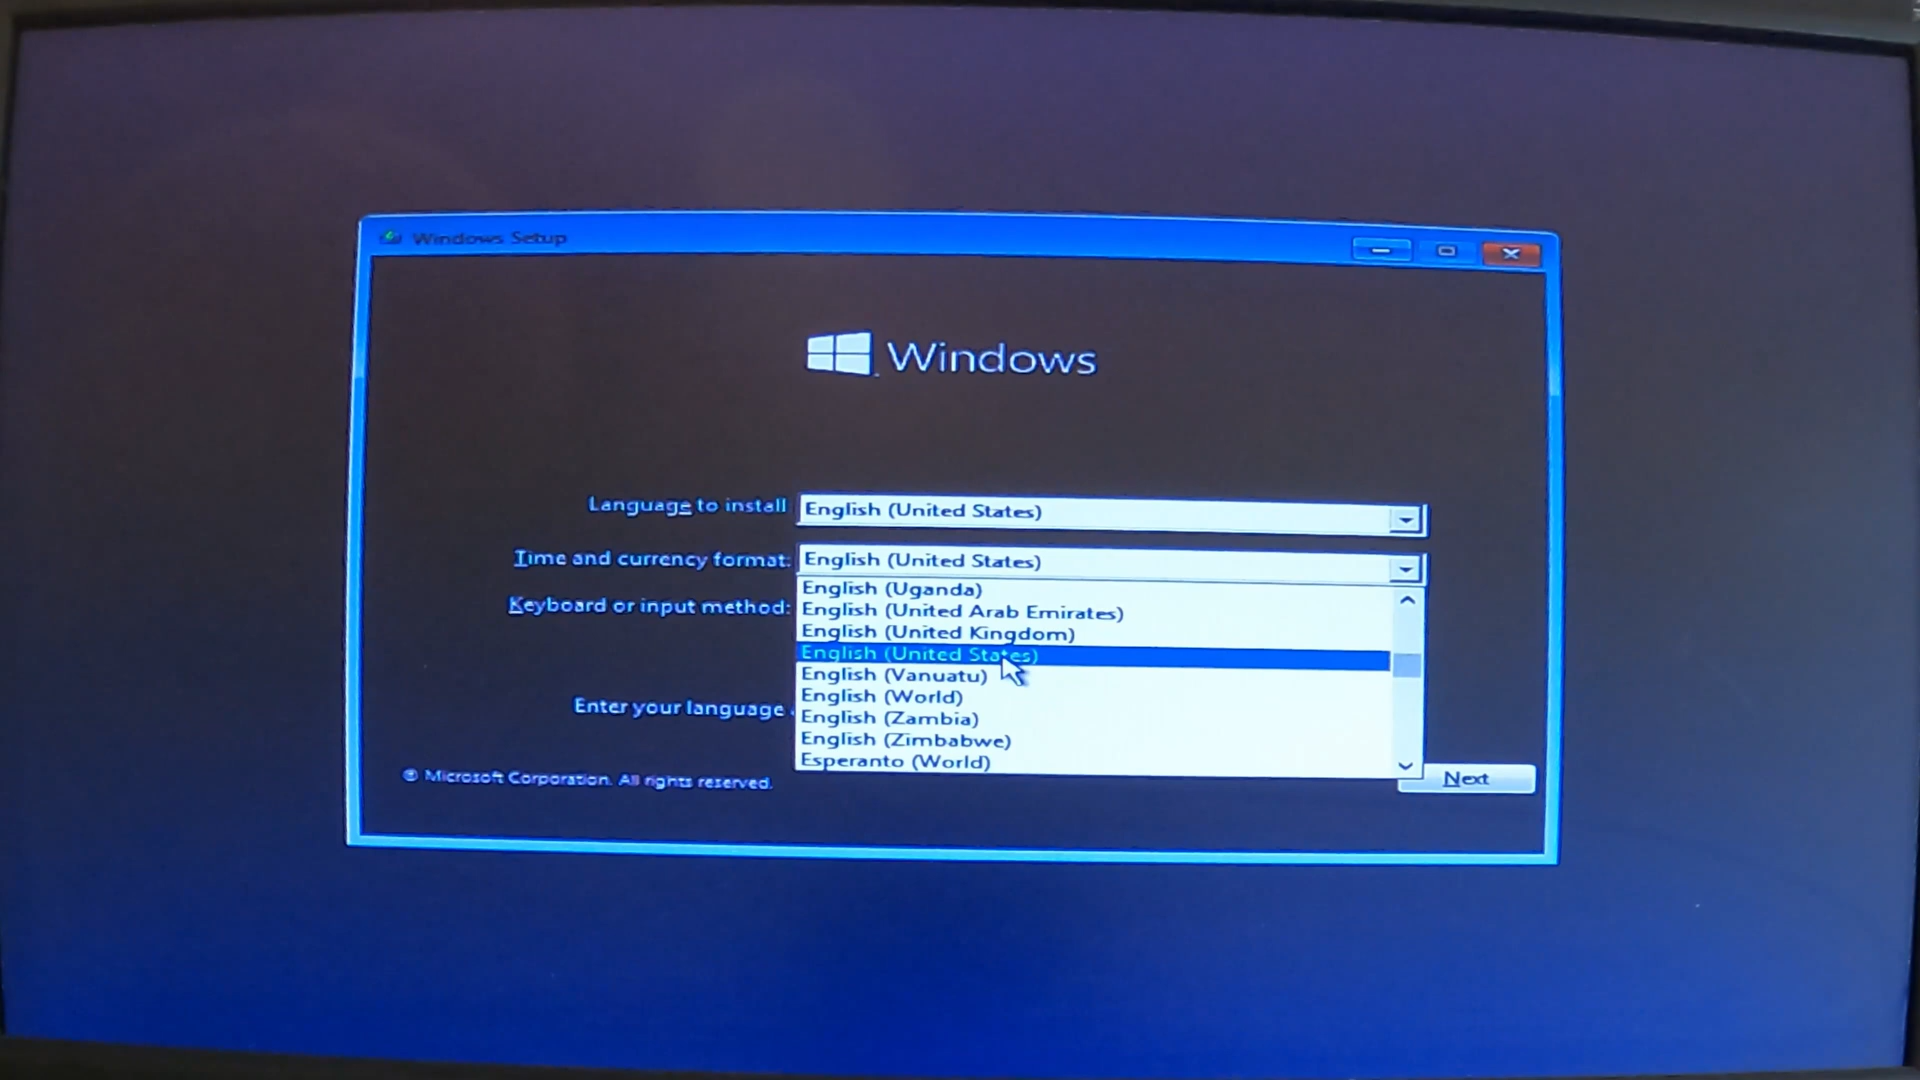 Windows Setup
Windows
Language to install English (United States)
Time and currency format: English (United States)
English (Uganda)
English (United Arab Emirates)
Keyboard or input method:
English (United Kingdom)
English (United States)
English (Vanuatu)
English (World)
Enter your language
English (Zambia)
English (Zimbabwe)
Esperanto (World)
© Microsoft Corporation. All rights reserved.
Next